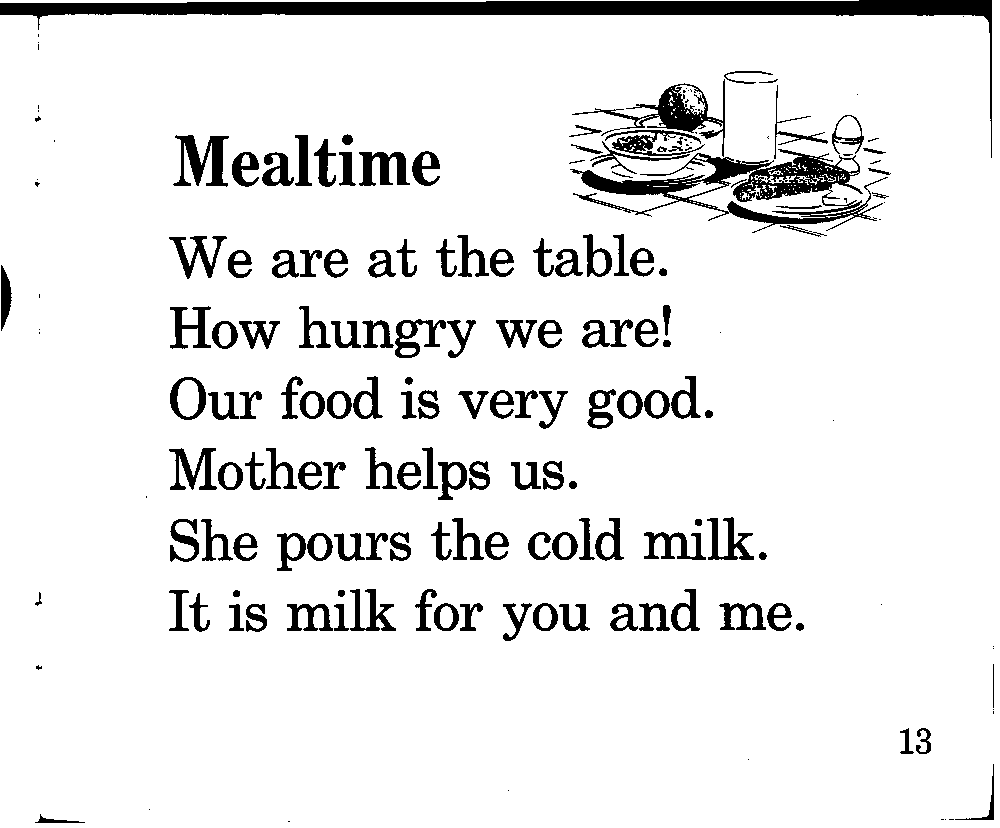 Mealtime
We are at the table.
How hungry we are!
Our food is very good.
Mother helps us.
She pours the cold milk.
It is milk for you and me.
13